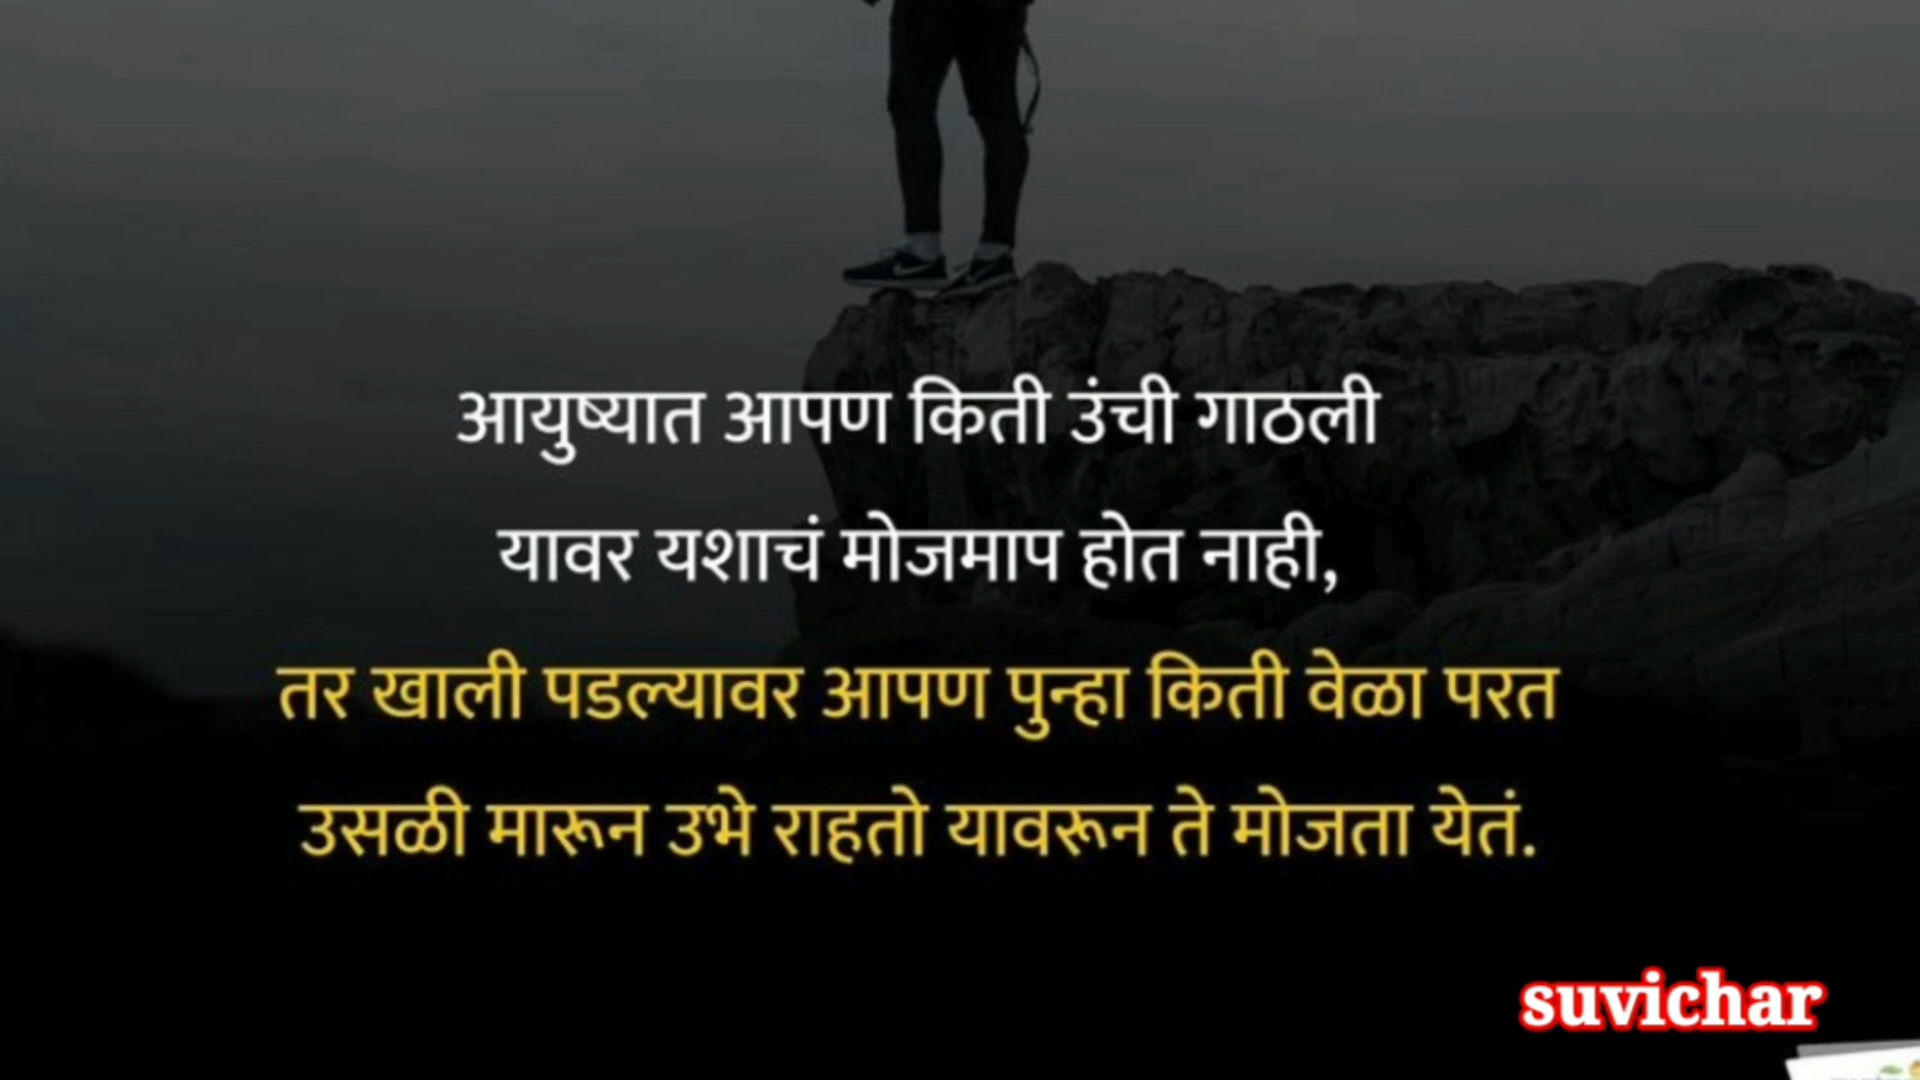 आयुष्यात आपण किती उंची गाठली
यावर यशाचं मोजमाप होत नाही,
तर खाली पडल्यावर आपण पुन्हा किती वेळा परत
उसळी मारून उभे राहतो यावरून ते मोजता येतं.
suvichar